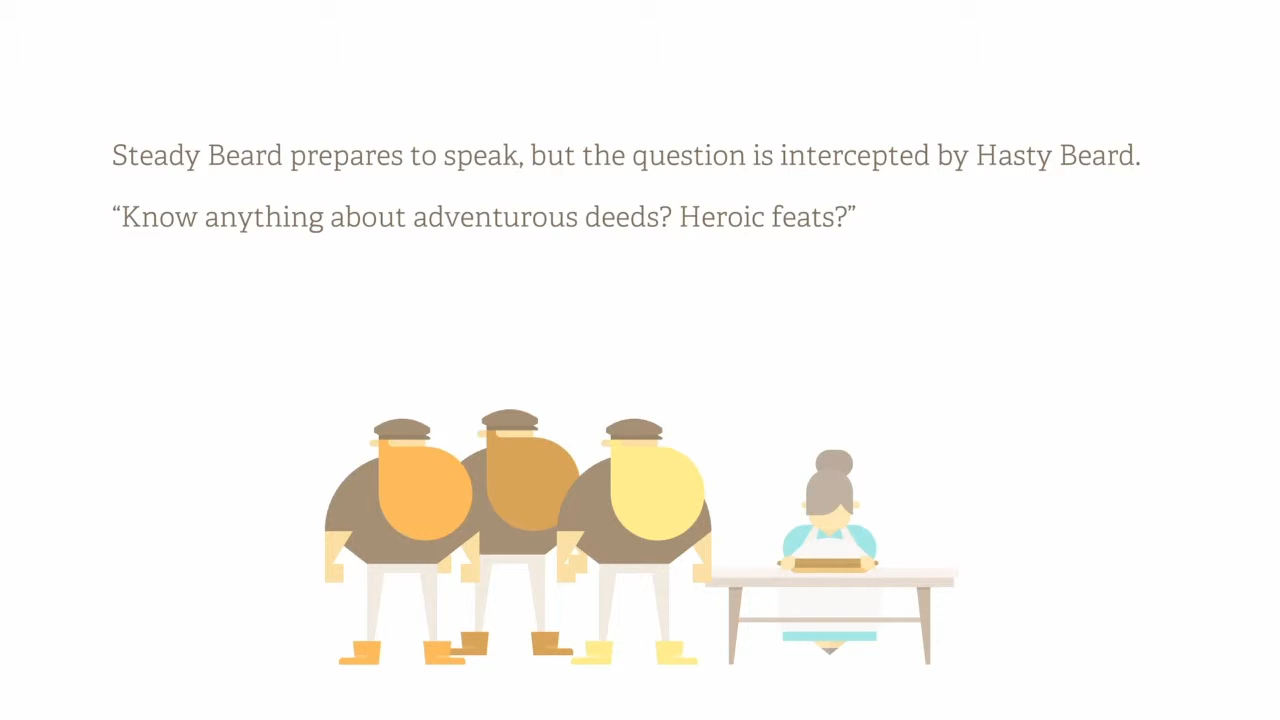 Steady Beard prepares to speak, but the question is intercepted by Hasty Beard.
“Know anything about adventurous deeds? Heroic feats?”